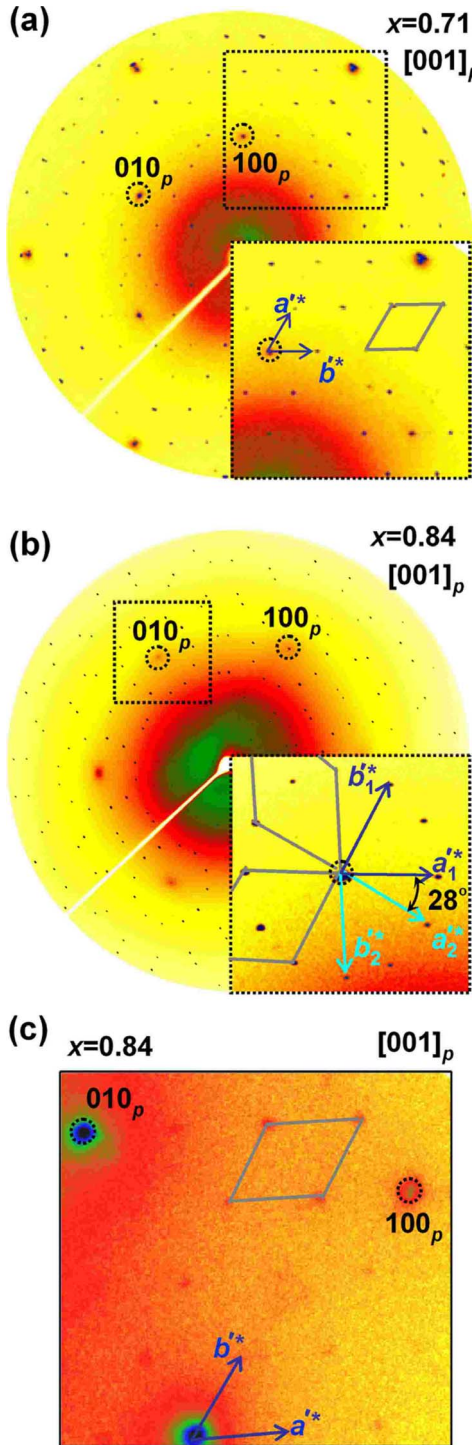 (a)
x=0.71
[001]p
010p
100p
a'*
b'*
(b)
x=0.84
[001]p
010p
100p
b'1*
a'1*
28°
b'2*
a'2*
(c)
x=0.84
[001]p
010p
100p
b'*
a'*